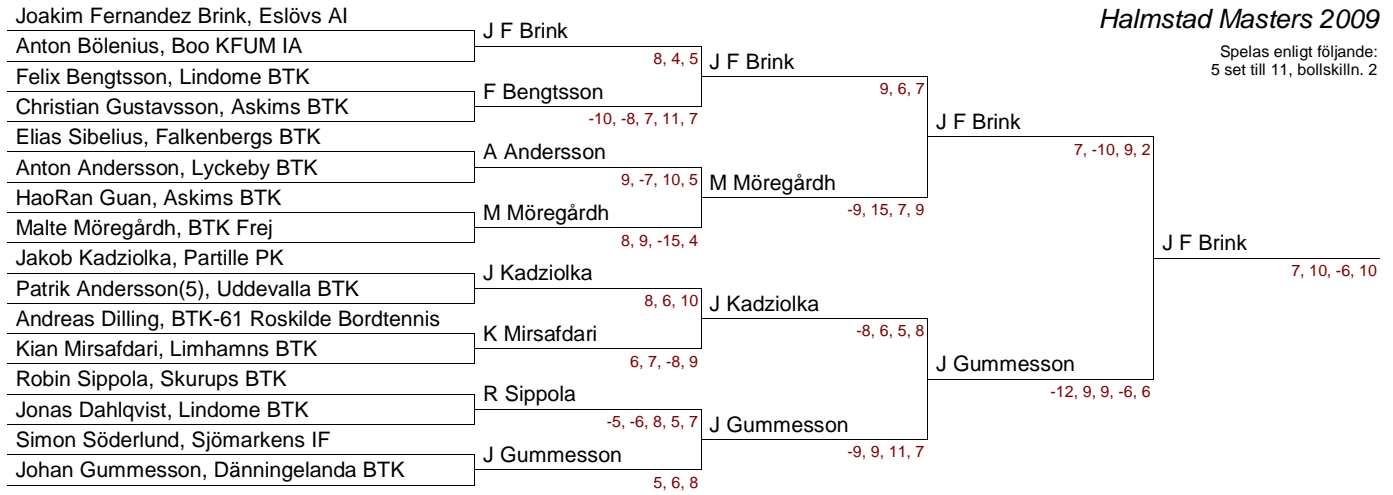 Halmstad Masters 2009
Spelas enligt följande:
5 set till 11, bollskilln. 2
Joakim Fernandez Brink, Eslövs AI
Anton Bölenius, Boo KFUM IA
Felix Bengtsson, Lindome BTK
Christian Gustavsson, Askims BTK
Elias Sibelius, Falkenbergs BTK
Anton Andersson, Lyckeby BTK
HaoRan Guan, Askims BTK
Malte Möregårdh, BTK Frej
Jakob Kadziolka, Partille PK
Patrik Andersson(5), Uddevalla BTK
Andreas Dilling, BTK-61 Roskilde Bordtennis
Kian Mirsafdari, Limhamns BTK
Robin Sippola, Skurups BTK
Jonas Dahlqvist, Lindome BTK
Simon Söderlund, Sjömarkens IF
Johan Gummesson, Dänningelanda BTK
J F Brink
8, 4, 5
F Bengtsson
-10, -8, 7, 11, 7
A Andersson
9, -7, 10, 5
M Möregårdh
8, 9, -15, 4
J Kadziolka
8, 6, 10
K Mirsafdari
6, 7, -8, 9
R Sippola
-5, -6, 8, 5, 7
J Gummesson
5, 6, 8
J F Brink
9, 6, 7
M Möregårdh
-9, 15, 7, 9
J Kadziolka
-8, 6, 5, 8
J Gummesson
-9, 9, 11, 7
J F Brink
7, -10, 9, 2
J Gummesson
-12, 9, 9, -6, 6
J F Brink
7, 10, -6, 10